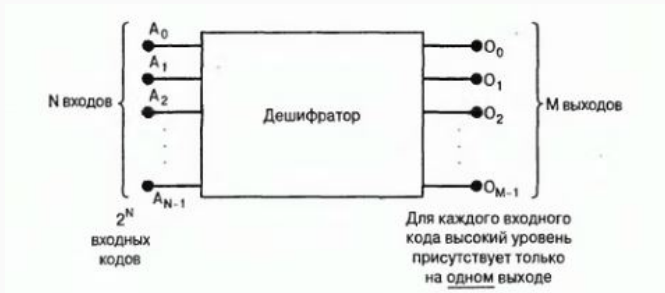 A0
A1
A2
AN-1
N входов
2^N
входных
кодов
Дешифратор
O0
O1
O2
OM-1
M выходов
Для каждого входного
кода высокий уровень
присутствует только
на одном выходе